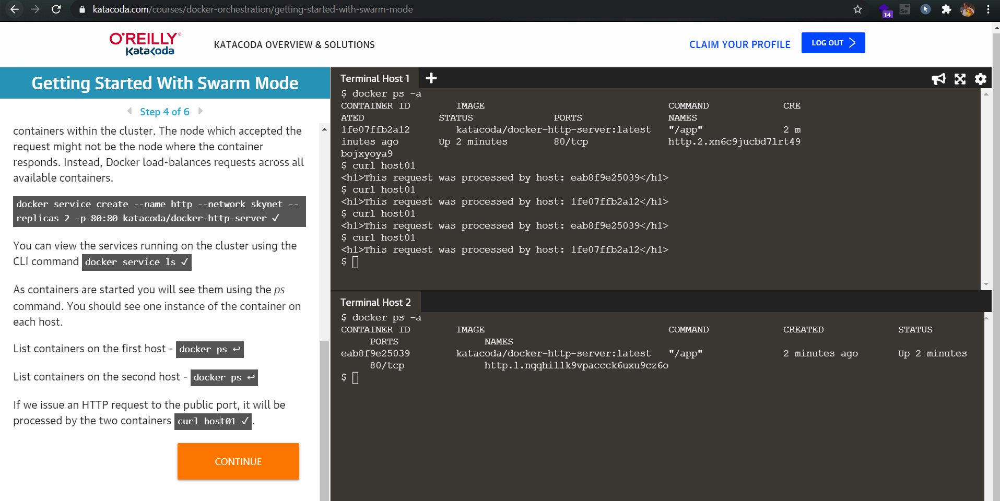 katacoda.com/courses/docker-orchestration/getting-started-with-swarm-mode
14
Se
O'REILLY®
Katacoda
KATACODA OVERVIEW & SOLUTIONS
CLAIM YOUR PROFILE
LOG OUT
Getting Started With Swarm Mode
Step 4 of 6
containers within the cluster. The node which accepted the
request might not be the node where the container
responds. Instead, Docker load-balances requests across all
available containers.
docker service create --name http --network skynet --
replicas 2 -p 80:80 katacoda/docker-http-server ✓
You can view the services running on the cluster using the
CLI command docker service ls ✓
As containers are started you will see them using the ps
command. You should see one instance of the container on
each host.
List containers on the first host - docker ps ↩
List containers on the second host - docker ps ↩
If we issue an HTTP request to the public port, it will be
processed by the two containers curl host01 ✓.
CONTINUE
Terminal Host 1
$ docker ps -a
CONTAINER ID IMAGE COMMAND CRE
ATED STATUS PORTS NAMES
1fe07ffb2a12 katacoda/docker-http-server:latest "/app" 2 m
inutes ago Up 2 minutes 80/tcp http.2.xn6c9jucbd7lrt49
bojxyoya9
$ curl host01
<h1>This request was processed by host: eab8f9e25039</h1>
$ curl host01
<h1>This request was processed by host: 1fe07ffb2a12</h1>
$ curl host01
<h1>This request was processed by host: eab8f9e25039</h1>
$ curl host01
<h1>This request was processed by host: 1fe07ffb2a12</h1>
$
Terminal Host 2
$ docker ps -a
CONTAINER ID IMAGE COMMAND CREATED STATUS
PORTS NAMES
eab8f9e25039 katacoda/docker-http-server:latest "/app" 2 minutes ago Up 2 minutes
80/tcp http.1.nqqhil1k9vpaccck6uxu9cz6o
$